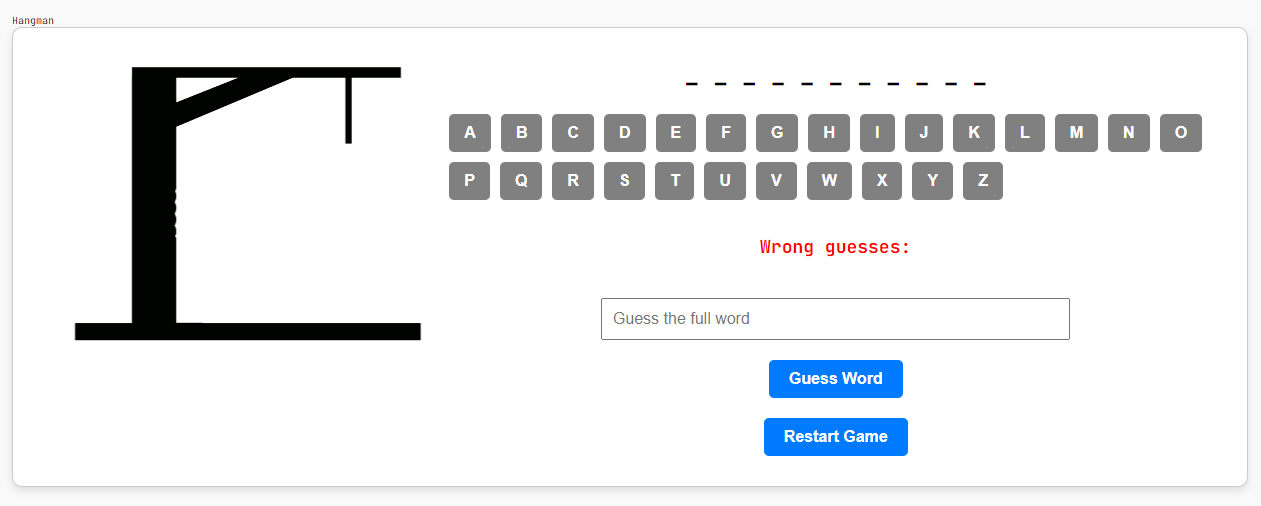 Hangman
_ _ _ _ _ _ _ _ _ _ _
A B C D E F G H I J K L M N O
P Q R S T U V W X Y Z
Wrong guesses:
Guess the full word
Guess Word
Restart Game